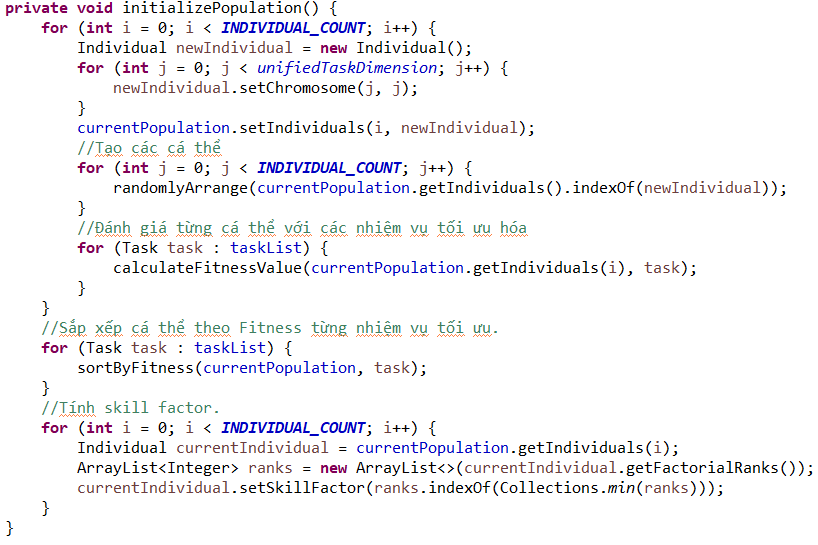 private void initializePopulation() {
    for (int i = 0; i < INDIVIDUAL_COUNT; i++) {
        Individual newIndividual = new Individual();
        for (int j = 0; j < unifiedTaskDimension; j++) {
            newIndividual.setChromosome(j, j);
        }
        currentPopulation.setIndividuals(i, newIndividual);
        //Tạo các cá thể
        for (int j = 0; j < INDIVIDUAL_COUNT; j++) {
            randomlyArrange(currentPopulation.getIndividuals().indexOf(newIndividual));
        }
        //Đánh giá từng cá thể với các nhiệm vụ tối ưu hóa
        for (Task task : taskList) {
            calculateFitnessValue(currentPopulation.getIndividuals(i), task);
        }
    }
    //Sắp xếp cá thể theo Fitness từng nhiệm vụ tối ưu.
    for (Task task : taskList) {
        sortByFitness(currentPopulation, task);
    }
    //Tính skill factor.
    for (int i = 0; i < INDIVIDUAL_COUNT; i++) {
        Individual currentIndividual = currentPopulation.getIndividuals(i);
        ArrayList<Integer> ranks = new ArrayList<>(currentIndividual.getFactorialRanks());
        currentIndividual.setSkillFactor(ranks.indexOf(Collections.min(ranks)));
    }
}